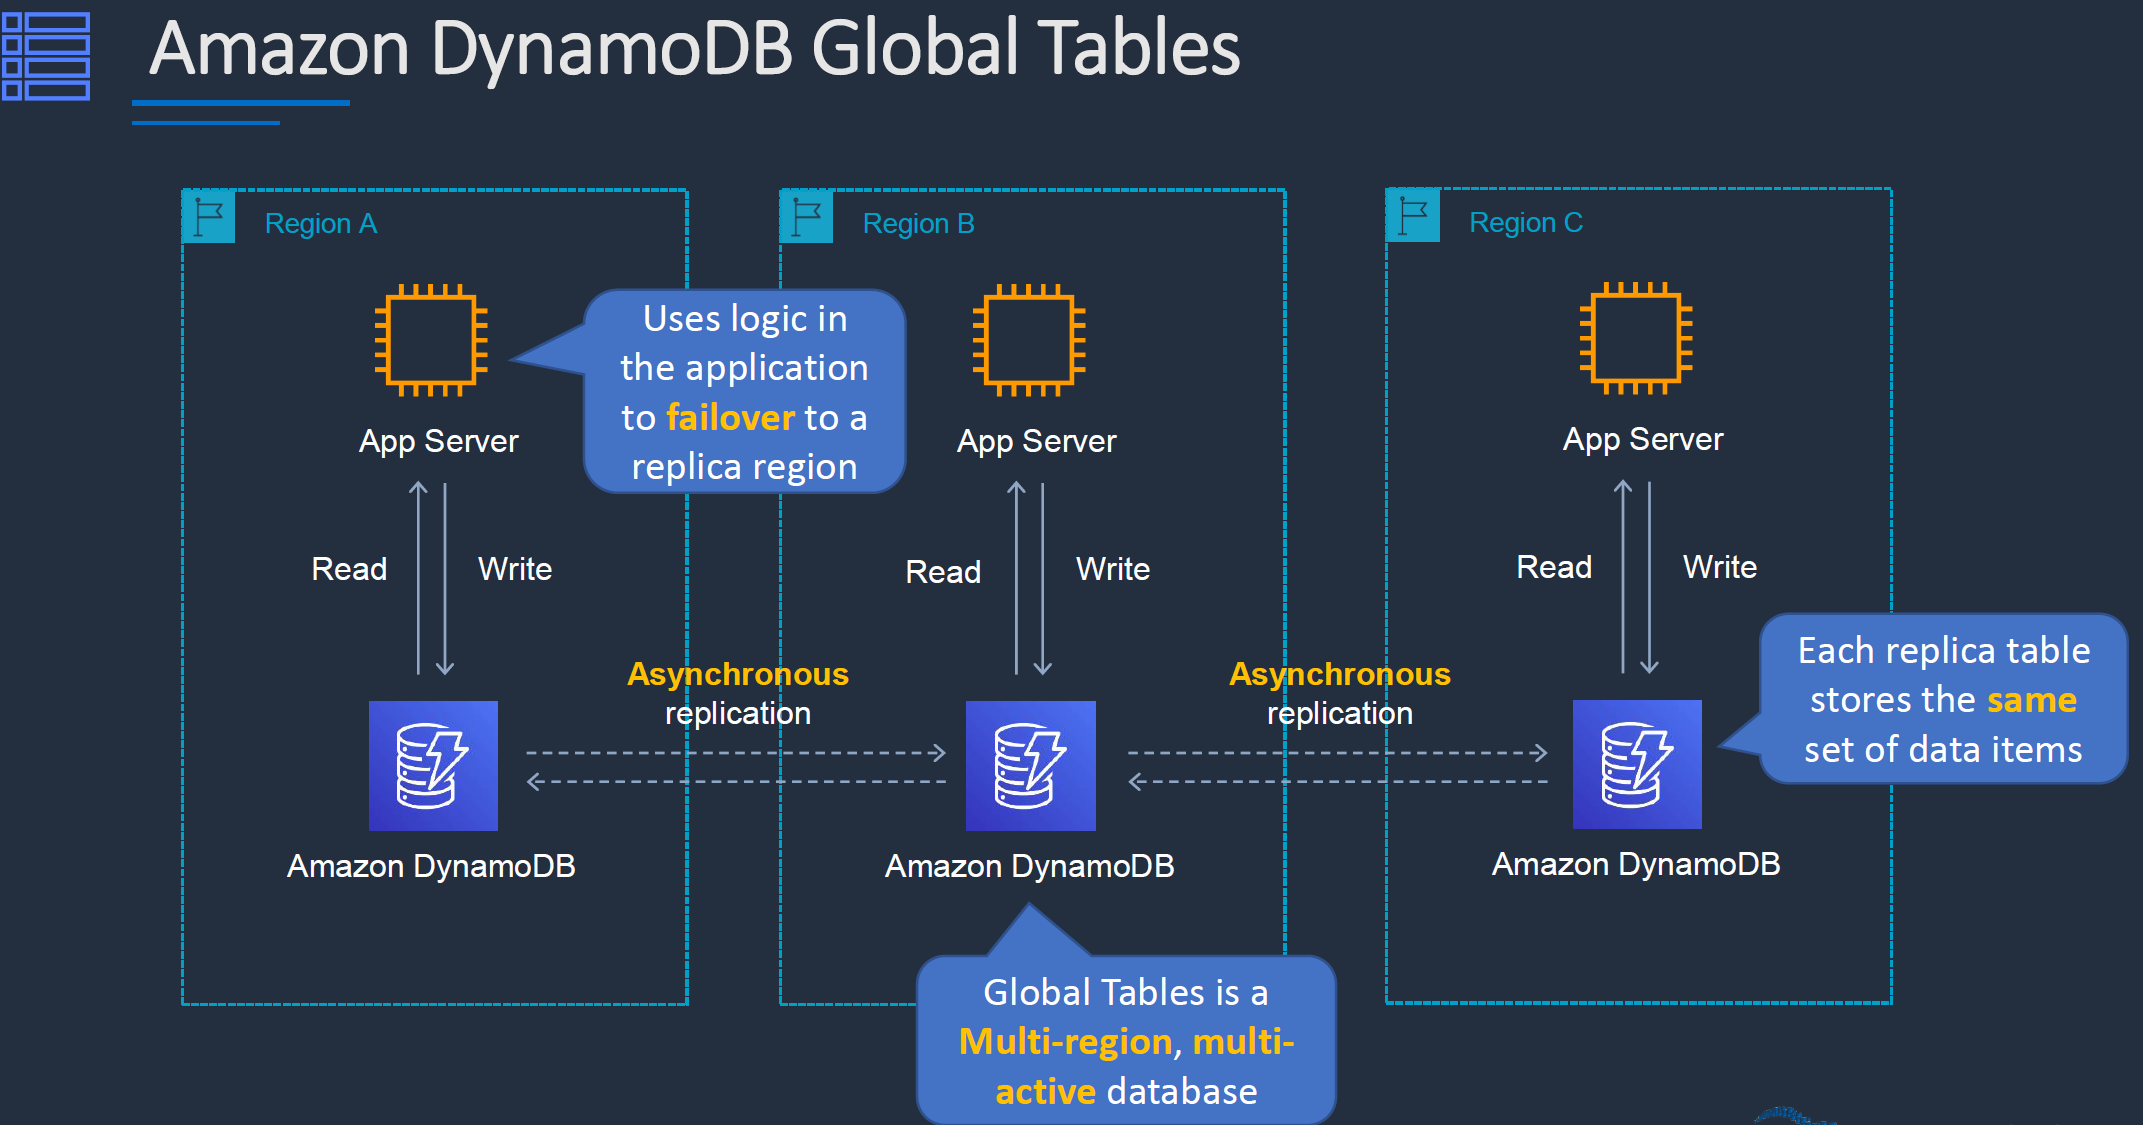 Amazon DynamoDB Global Tables
Region A
Region B
Region C
Uses logic in
the application
to failover to a
replica region
App Server
App Server
App Server
Read
Write
Read
Write
Read
Write
Asynchronous
replication
Asynchronous
replication
Each replica table
stores the same
set of data items
Amazon DynamoDB
Amazon DynamoDB
Amazon DynamoDB
Global Tables is a
Multi-region, multi-
active database